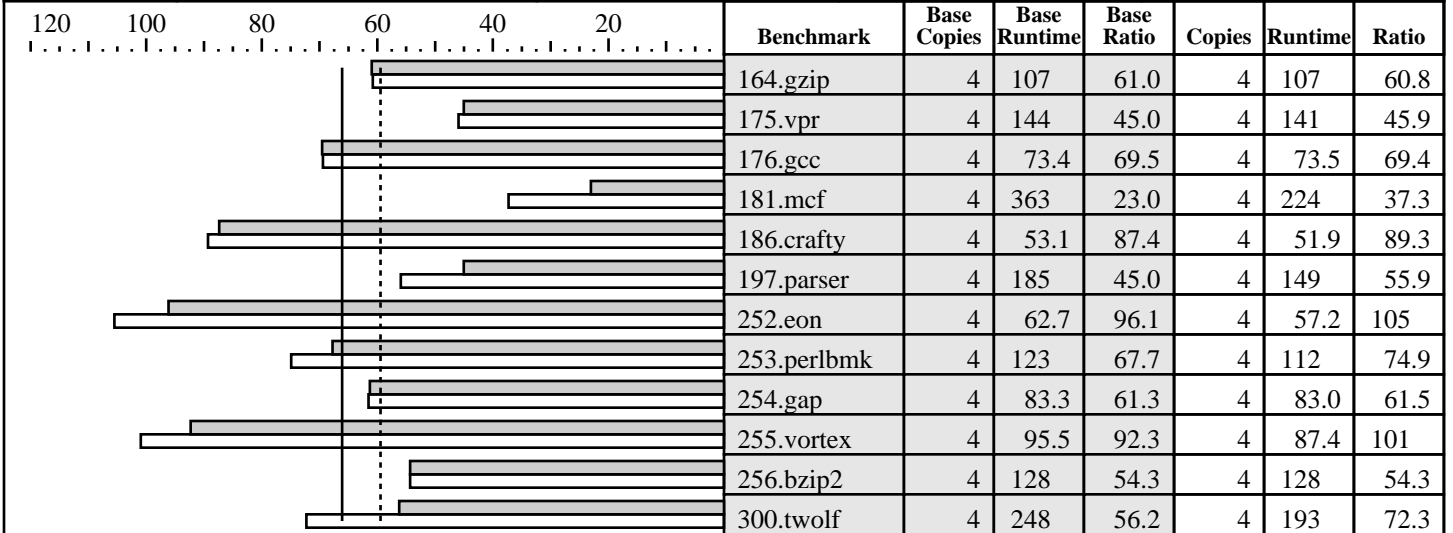 120 100 80 60 40 20
Benchmark Base Copies Base Runtime Base Ratio Copies Runtime Ratio
164.gzip 4 107 61.0 4 107 60.8
175.vpr 4 144 45.0 4 141 45.9
176.gcc 4 73.4 69.5 4 73.5 69.4
181.mcf 4 363 23.0 4 224 37.3
186.crafty 4 53.1 87.4 4 51.9 89.3
197.parser 4 185 45.0 4 149 55.9
252.eon 4 62.7 96.1 4 57.2 105
253.perlbmk 4 123 67.7 4 112 74.9
254.gap 4 83.3 61.3 4 83.0 61.5
255.vortex 4 95.5 92.3 4 87.4 101
256.bzip2 4 128 54.3 4 128 54.3
300.twolf 4 248 56.2 4 193 72.3